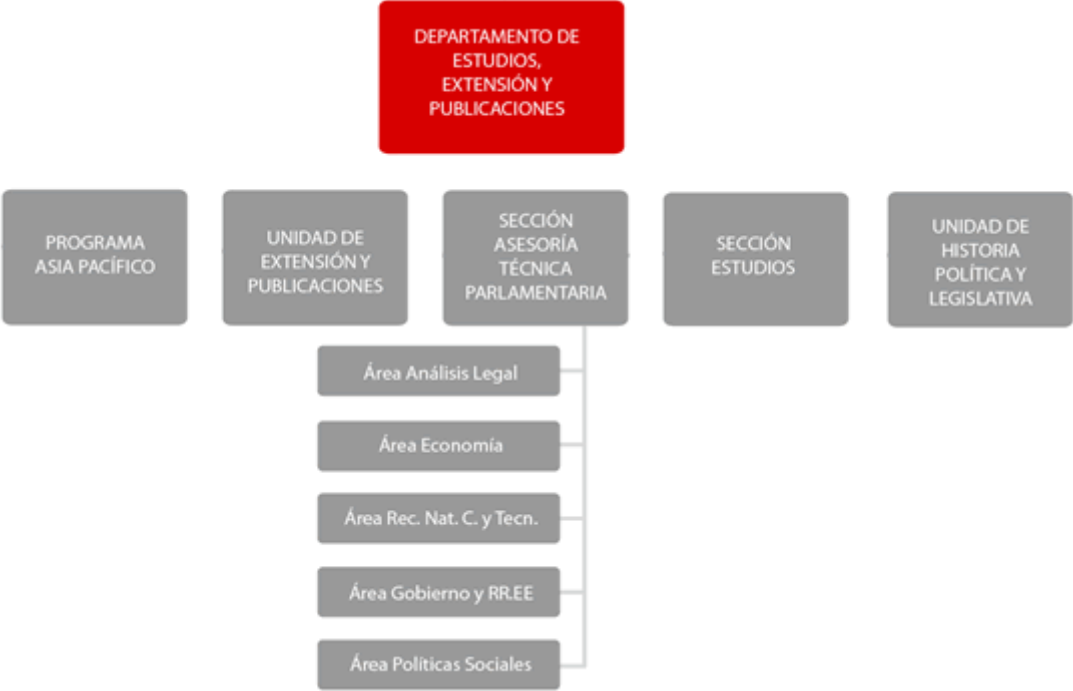 DEPARTAMENTO DE
ESTUDIOS,
EXTENSIÓN Y
PUBLICACIONES
PROGRAMA
ASIA PACÍFICO
UNIDAD DE
EXTENSIÓN Y
PUBLICACIONES
SECCIÓN
ASESORÍA
TÉCNICA
PARLAMENTARIA
SECCIÓN
ESTUDIOS
UNIDAD DE
HISTORIA
POLÍTICA Y
LEGISLATIVA
Área Análisis Legal
Área Economía
Área Rec. Nat. C. y Tecn.
Área Gobierno y RR.EE
Área Políticas Sociales